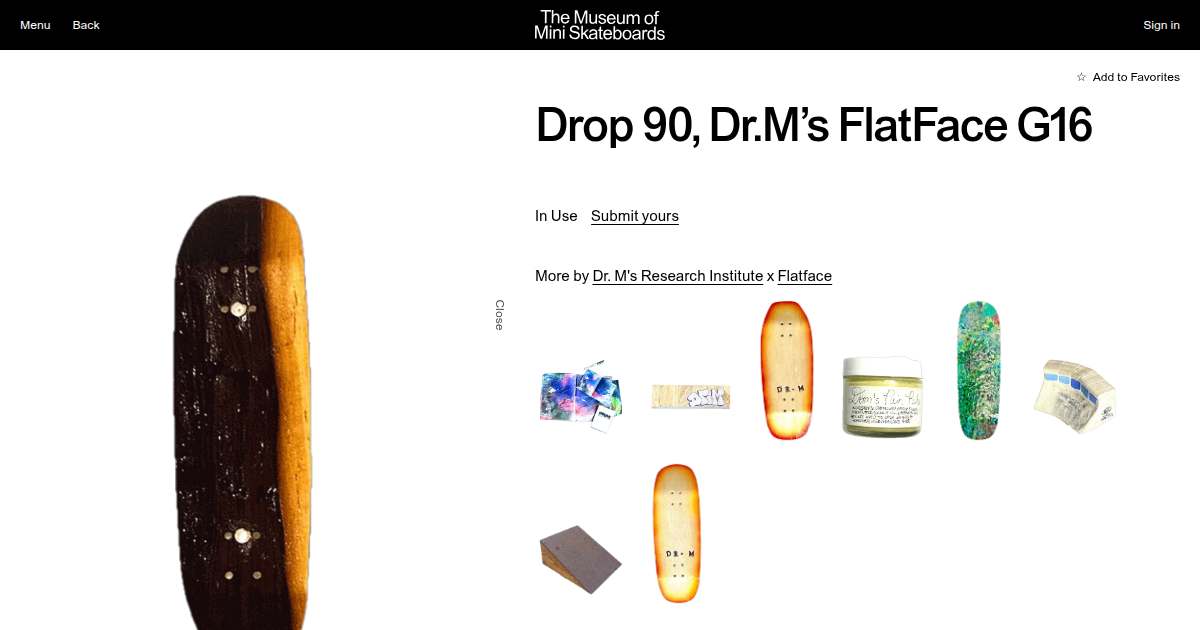 Menu
Back
The Museum of
Mini Skateboards
Sign in
☆ Add to Favorites
Drop 90, Dr.M’s FlatFace G16
In Use
Submit yours
More by Dr. M's Research Institute x Flatface
Close
DR·M
DR·M